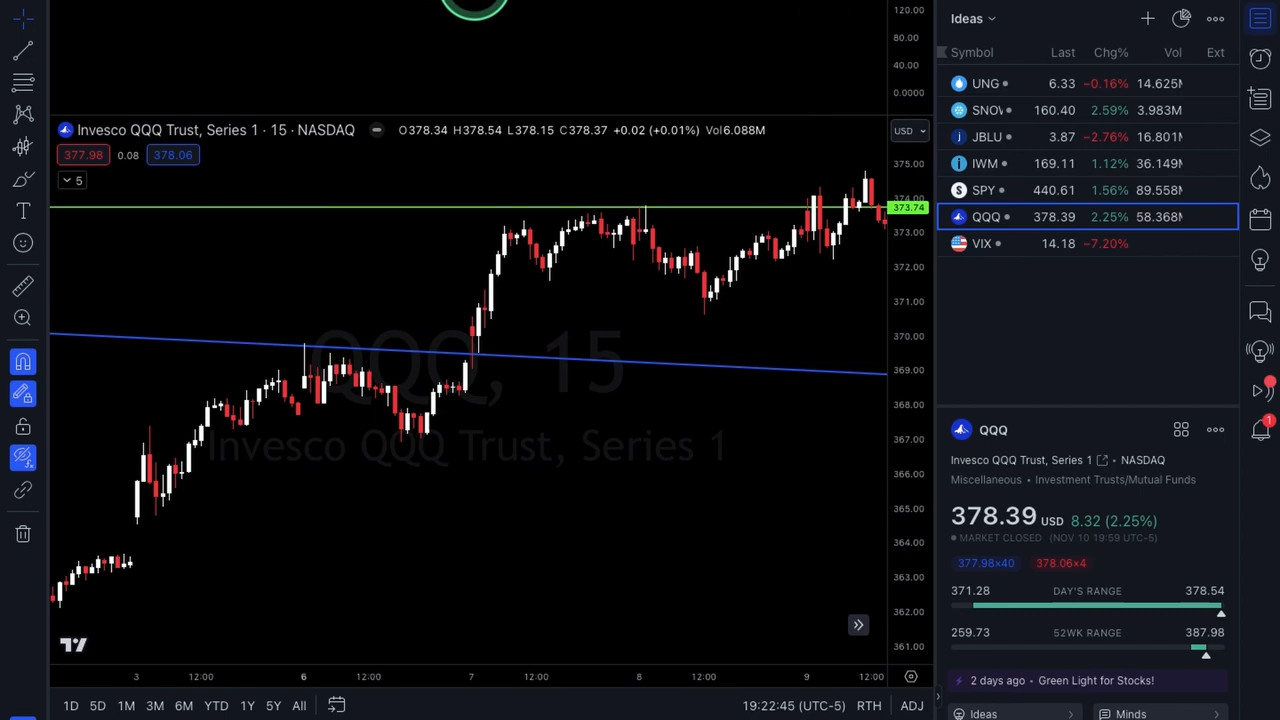 120.00
80.00
40.00
0.0000
Invesco QQQ Trust, Series 1 · 15 · NASDAQ O378.34 H378.54 L378.15 C378.37 +0.02 (+0.01%) Vol6.088M
USD
377.98 0.08 378.06
5
375.00
374.00
373.74
373.00
372.00
371.00
370.00
369.00
368.00
367.00
366.00
365.00
364.00
363.00
362.00
361.00
QQQ, 15
Invesco QQQ Trust, Series 1
3 12:00 6 12:00 7 12:00 8 12:00 9 12:00
1D 5D 1M 3M 6M YTD 1Y 5Y All 19:22:45 (UTC-5) RTH ADJ
Ideas
Symbol Last Chg% Vol Ext
UNG 6.33 −0.16% 14.625M
SNOW 160.40 2.59% 3.983M
JBLU 3.87 −2.76% 16.801M
IWM 169.11 1.12% 36.149M
SPY 440.61 1.56% 89.558M
QQQ 378.39 2.25% 58.368M
VIX 14.18 −7.20%
QQQ
Invesco QQQ Trust, Series 1 • NASDAQ
Miscellaneous • Investment Trusts/Mutual Funds
378.39 USD 8.32 (2.25%)
MARKET CLOSED (NOV 10 19:59 UTC-5)
377.98×40 378.06×4
371.28 DAY'S RANGE 378.54
259.73 52WK RANGE 387.98
2 days ago • Green Light for Stocks!
Ideas Minds
1